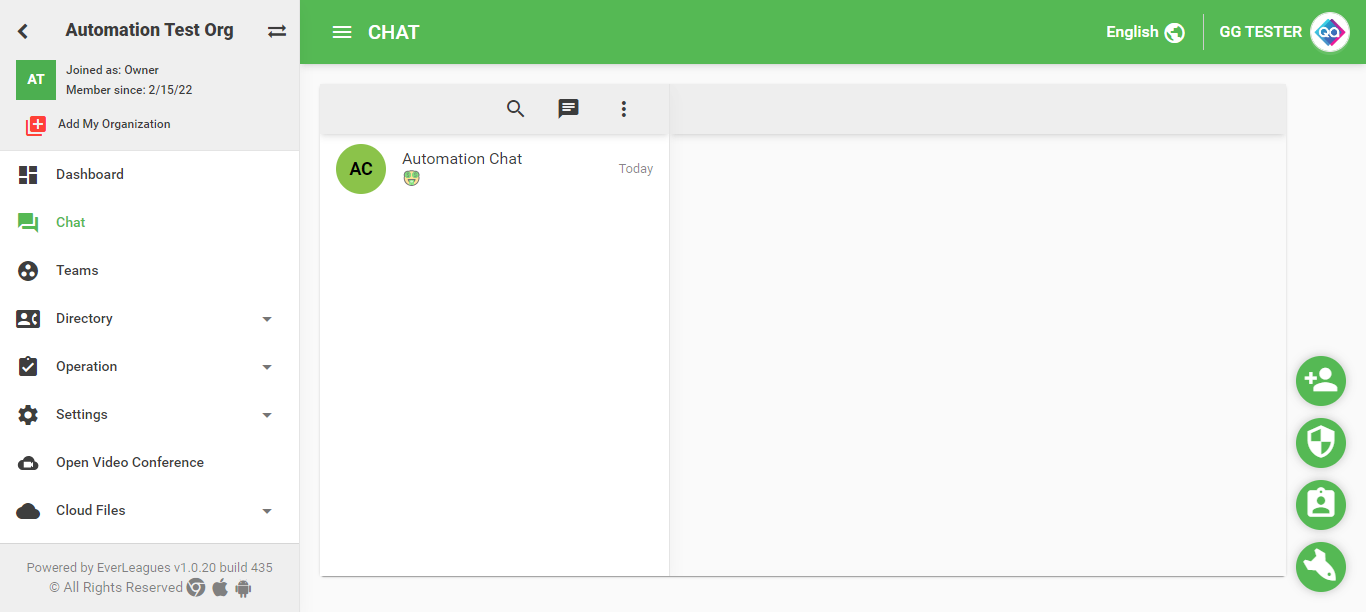 Automation Test Org
AT
Joined as: Owner
Member since: 2/15/22
Add My Organization
Dashboard
Chat
Teams
Directory
Operation
Settings
Open Video Conference
Cloud Files
Powered by EverLeagues v1.0.20 build 435
© All Rights Reserved
CHAT
English
GG TESTER
QA
AC
Automation Chat
Today